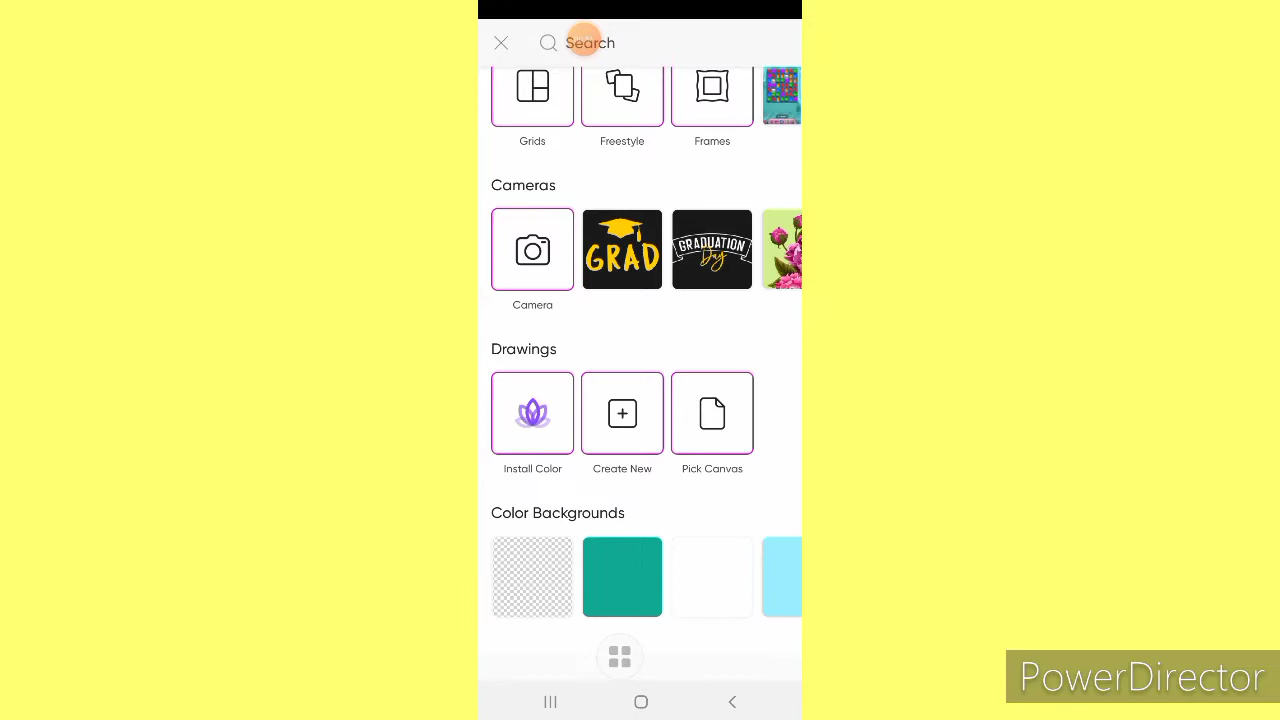 Search
Grids Freestyle Frames
Cameras
GRAD
GRADUATION
Day
Camera
Drawings
Install Color Create New Pick Canvas
Color Backgrounds
PowerDirector